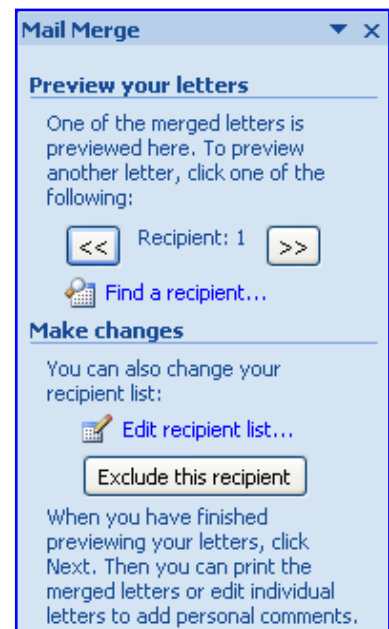 Mail Merge
Preview your letters
One of the merged letters is
previewed here. To preview
another letter, click one of the
following:
<< Recipient: 1 >>
Find a recipient...
Make changes
You can also change your
recipient list:
Edit recipient list...
Exclude this recipient
When you have finished
previewing your letters, click
Next. Then you can print the
merged letters or edit individual
letters to add personal comments.